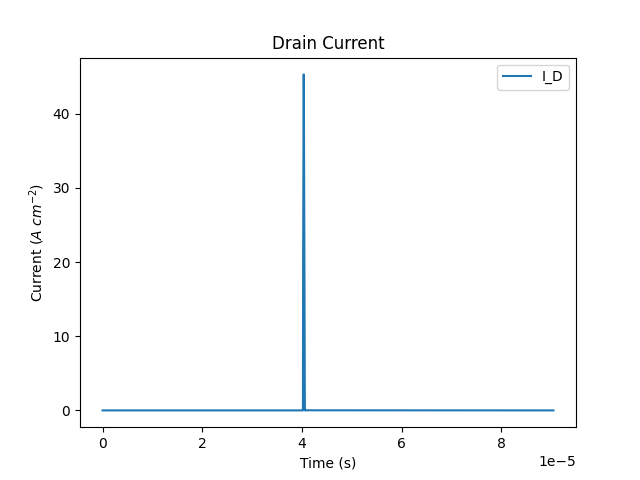 Drain Current
I_D
Current (A cm⁻²)
40
30
20
10
0
0 2 4 6 8
1e−5
Time (s)